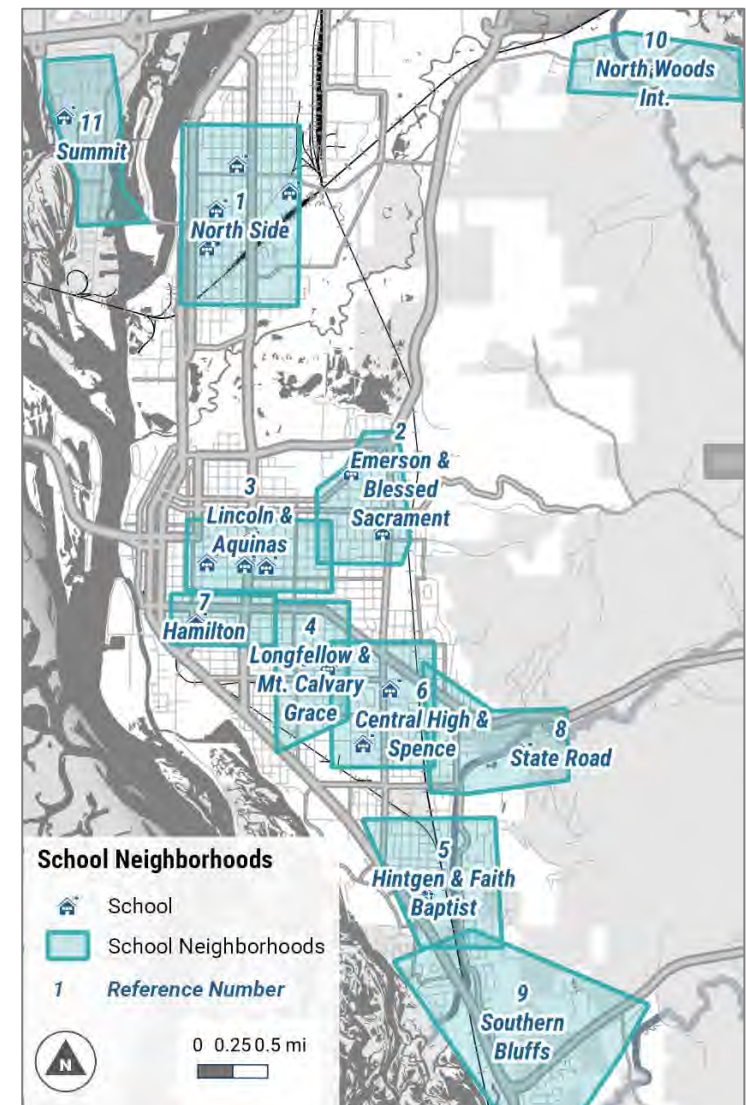 10
North Woods
Int.
11
Summit
1
North Side
2
Emerson &
Blessed
Sacrament
3
Lincoln &
Aquinas
7
Hamilton
4
Longfellow &
Mt. Calvary
Grace
6
Central High &
Spence
8
State Road
5
Hintgen & Faith
Baptist
9
Southern
Bluffs
School Neighborhoods
School
School Neighborhoods
1 Reference Number
N
0 0.25 0.5 mi